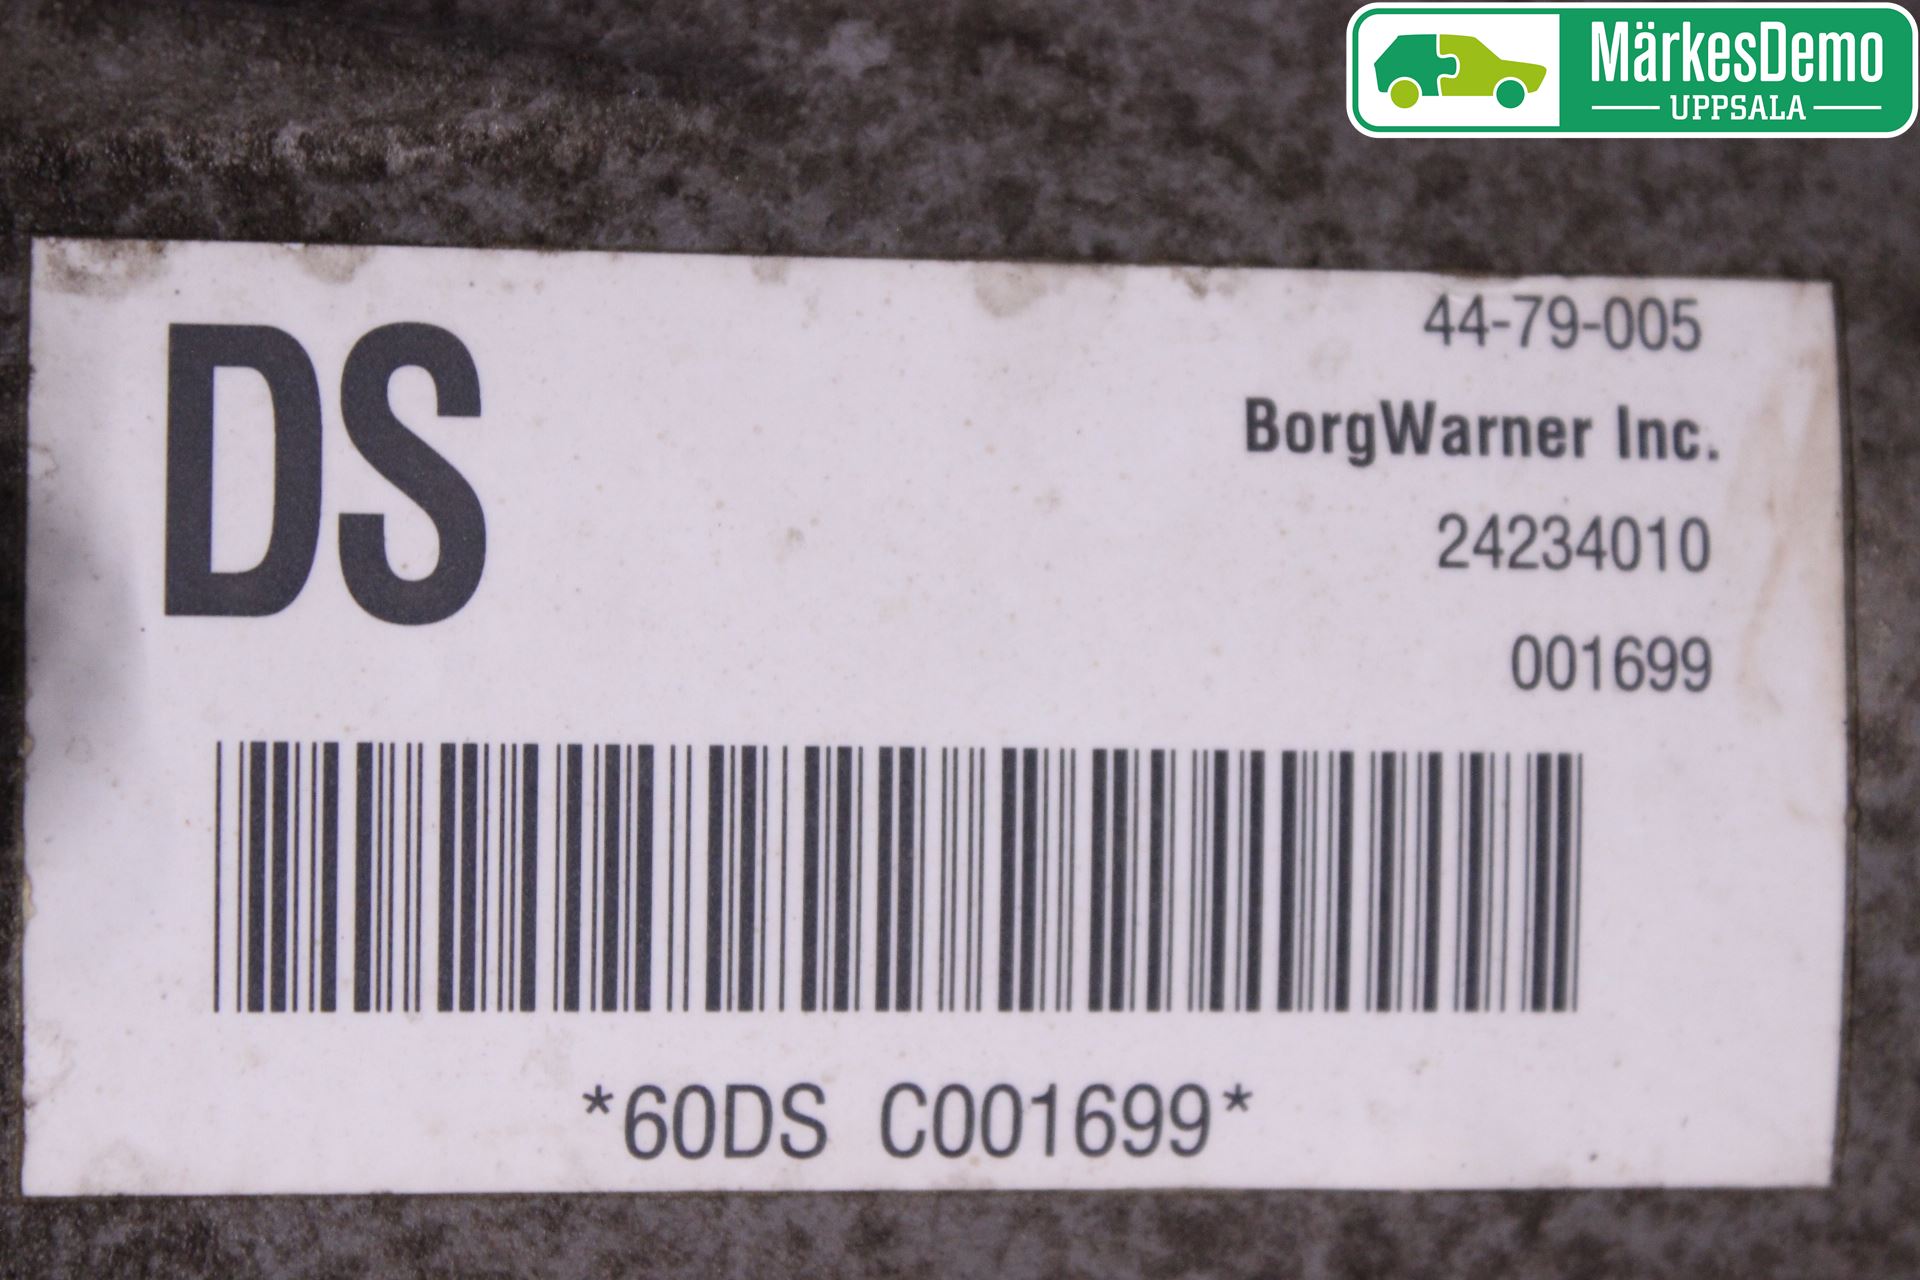 MärkesDemo
UPPSALA
DS
44-79-005
BorgWarner Inc.
24234010
001699
*60DS C001699*